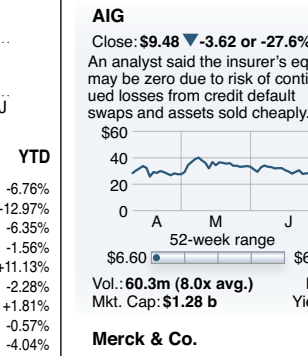 J
YTD
-6.76%
-12.97%
-6.35%
-1.56%
+11.13%
-2.28%
+1.81%
-0.57%
-4.04%
AIG
Close: $9.48 ▼-3.62 or -27.6%
An analyst said the insurer's eq
may be zero due to risk of conti
ued losses from credit default
swaps and assets sold cheaply.
$60
40
20
0
A M J
52-week range
$6.60 $6
Vol.: 60.3m (8.0x avg.)
Mkt. Cap: $1.28 b Yie
Merck & Co.